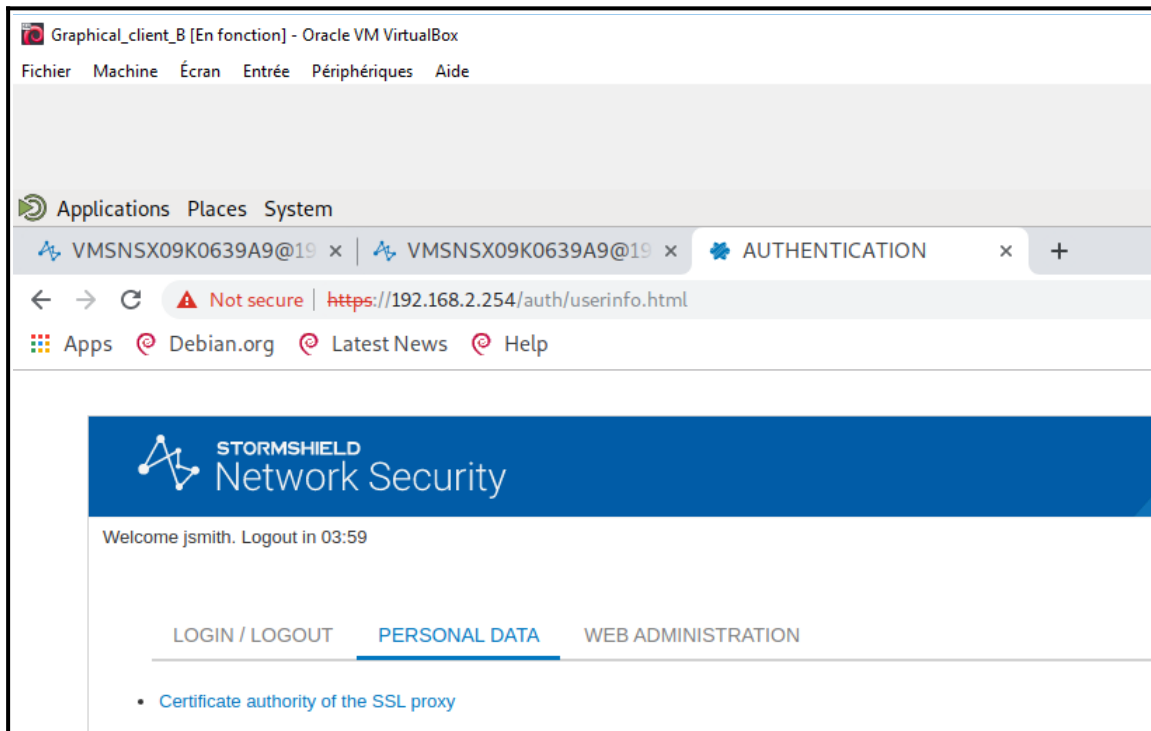 Graphical_client_B [En fonction] - Oracle VM VirtualBox
Fichier Machine Écran Entrée Périphériques Aide
Applications Places System
VMSNSX09K0639A9@19 VMSNSX09K0639A9@19 AUTHENTICATION
Not secure | https://192.168.2.254/auth/userinfo.html
Apps Debian.org Latest News Help
STORMSHIELD
Network Security
Welcome jsmith. Logout in 03:59
LOGIN / LOGOUT PERSONAL DATA WEB ADMINISTRATION
• Certificate authority of the SSL proxy